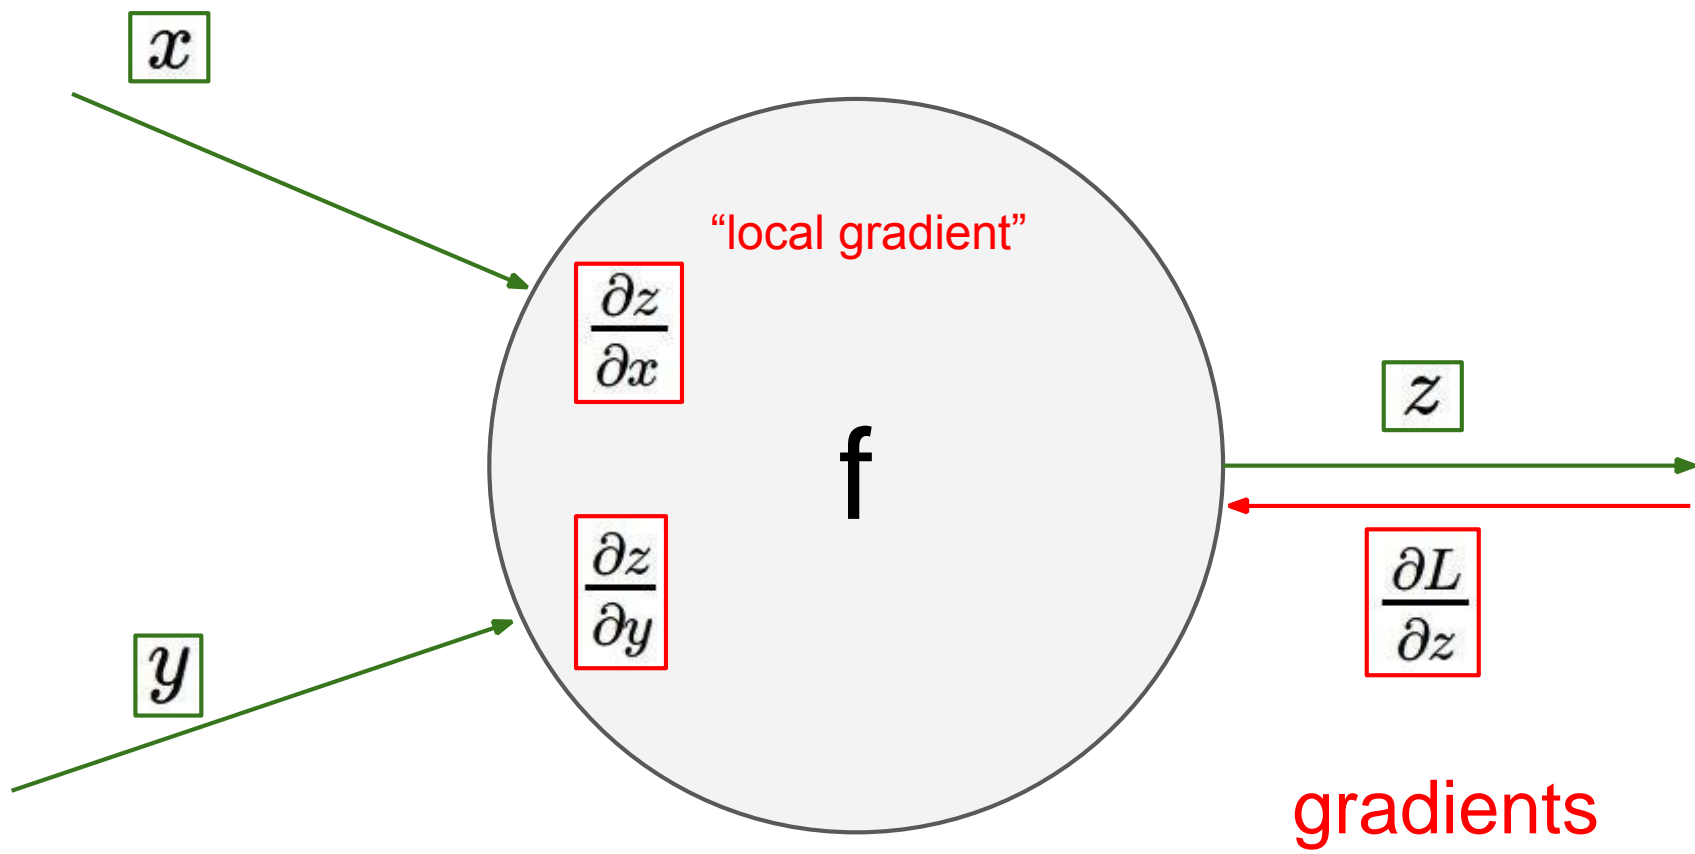 x
“local gradient”
∂z
∂x
z
f
∂z
∂y
∂L
∂z
y
gradients